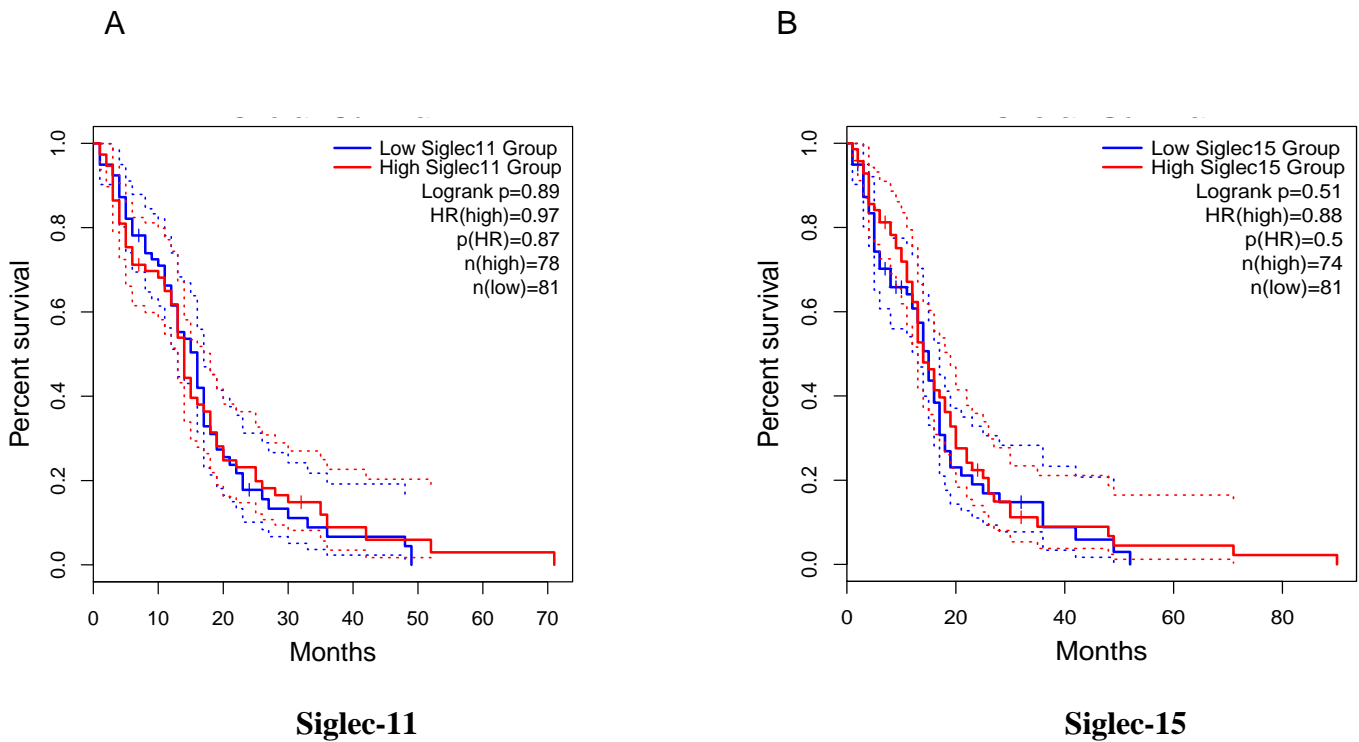 A
B
Low Siglec11 Group
High Siglec11 Group
Logrank p=0.89
HR(high)=0.97
p(HR)=0.87
n(high)=78
n(low)=81
Percent survival
0.0
0.2
0.4
0.6
0.8
1.0
0
10
20
30
40
50
60
70
Months
Siglec-11
Low Siglec15 Group
High Siglec15 Group
Logrank p=0.51
HR(high)=0.88
p(HR)=0.5
n(high)=74
n(low)=81
Percent survival
0.0
0.2
0.4
0.6
0.8
1.0
0
20
40
60
80
Months
Siglec-15